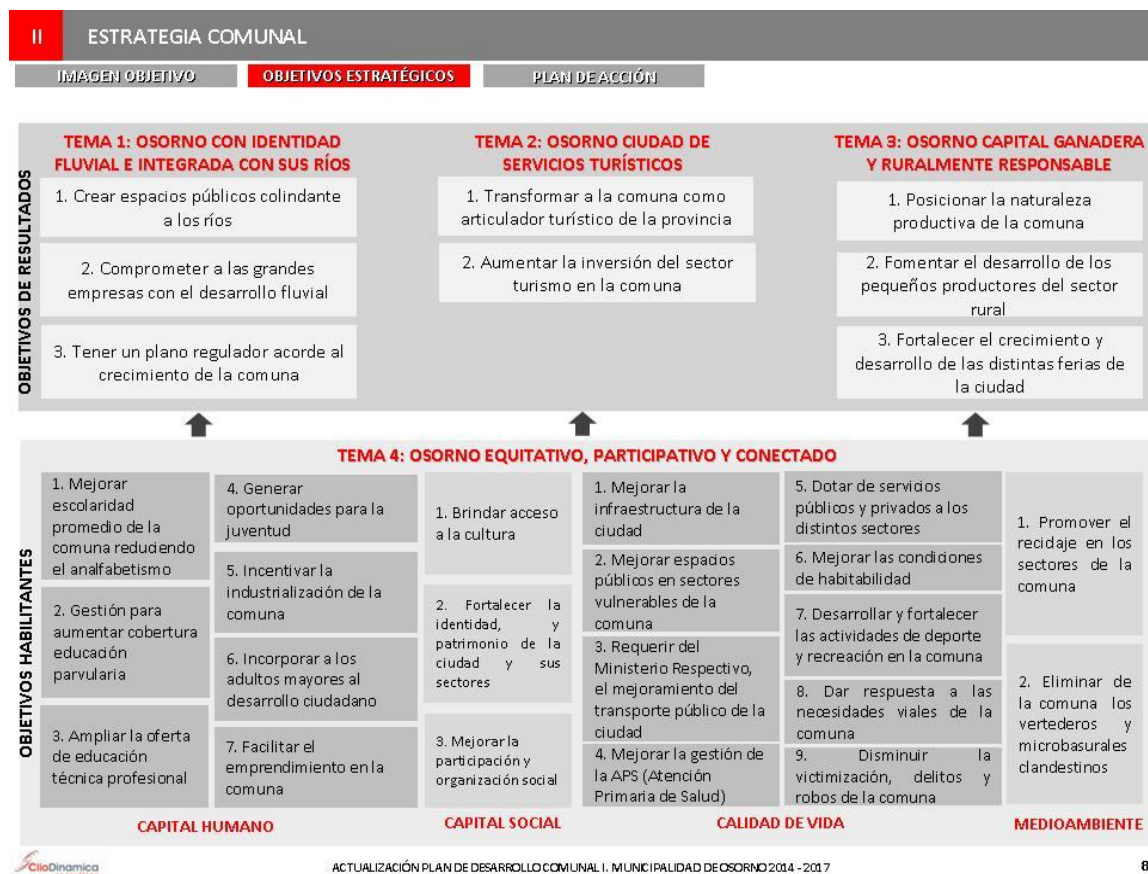 II ESTRATEGIA COMUNAL
IMAGEN OBJETIVO OBJETIVOS ESTRATÉGICOS PLAN DE ACCIÓN
OBJETIVOS DE RESULTADOS
TEMA 1: OSORNO CON IDENTIDAD
FLUVIAL E INTEGRADA CON SUS RÍOS
1. Crear espacios públicos colindante
a los ríos
2. Comprometer a las grandes
empresas con el desarrollo fluvial
3. Tener un plano regulador acorde al
crecimiento de la comuna
TEMA 2: OSORNO CIUDAD DE
SERVICIOS TURÍSTICOS
1. Transformar a la comuna como
articulador turístico de la provincia
2. Aumentar la inversión del sector
turismo en la comuna
TEMA 3: OSORNO CAPITAL GANADERA
Y RURALMENTE RESPONSABLE
1. Posicionar la naturaleza
productiva de la comuna
2. Fomentar el desarrollo de los
pequeños productores del sector
rural
3. Fortalecer el crecimiento y
desarrollo de las distintas ferias de
la ciudad
OBJETIVOS HABILITANTES
TEMA 4: OSORNO EQUITATIVO, PARTICIPATIVO Y CONECTADO
1. Mejorar
escolaridad
promedio de la
comuna reduciendo
el analfabetismo
2. Gestión para
aumentar cobertura
educación
parvularia
3. Ampliar la oferta
de educación
técnica profesional
4. Generar
oportunidades para la
juventud
5. Incentivar la
industrialización de la
comuna
6. Incorporar a los
adultos mayores al
desarrollo ciudadano
7. Facilitar el
emprendimiento en la
comuna
CAPITAL HUMANO
1. Brindar acceso
a la cultura
2. Fortalecer la
identidad, y
patrimonio de la
ciudad y sus
sectores
3. Mejorar la
participación y
organización social
CAPITAL SOCIAL
1. Mejorar la
infraestructura de la
ciudad
2. Mejorar espacios
públicos en sectores
vulnerables de la
comuna
3. Requerir del
Ministerio Respectivo,
el mejoramiento del
transporte público de la
ciudad
4. Mejorar la gestión de
la APS (Atención
Primaria de Salud)
5. Dotar de servicios
públicos y privados a los
distintos sectores
6. Mejorar las condiciones
de habitabilidad
7. Desarrollar y fortalecer
las actividades de deporte
y recreación en la comuna
8. Dar respuesta a las
necesidades viales de la
comuna
9. Disminuir la
victimización, delitos y
robos de la comuna
CALIDAD DE VIDA
1. Promover el
reciclaje en los
sectores de la
comuna
2. Eliminar de
la comuna los
vertederos y
microbasurales
clandestinos
MEDIOAMBIENTE
ClioDinamica
ACTUALIZACIÓN PLAN DE DESARROLLO COMUNAL I. MUNICIPALIDAD DE OSORNO 2014 - 2017
8